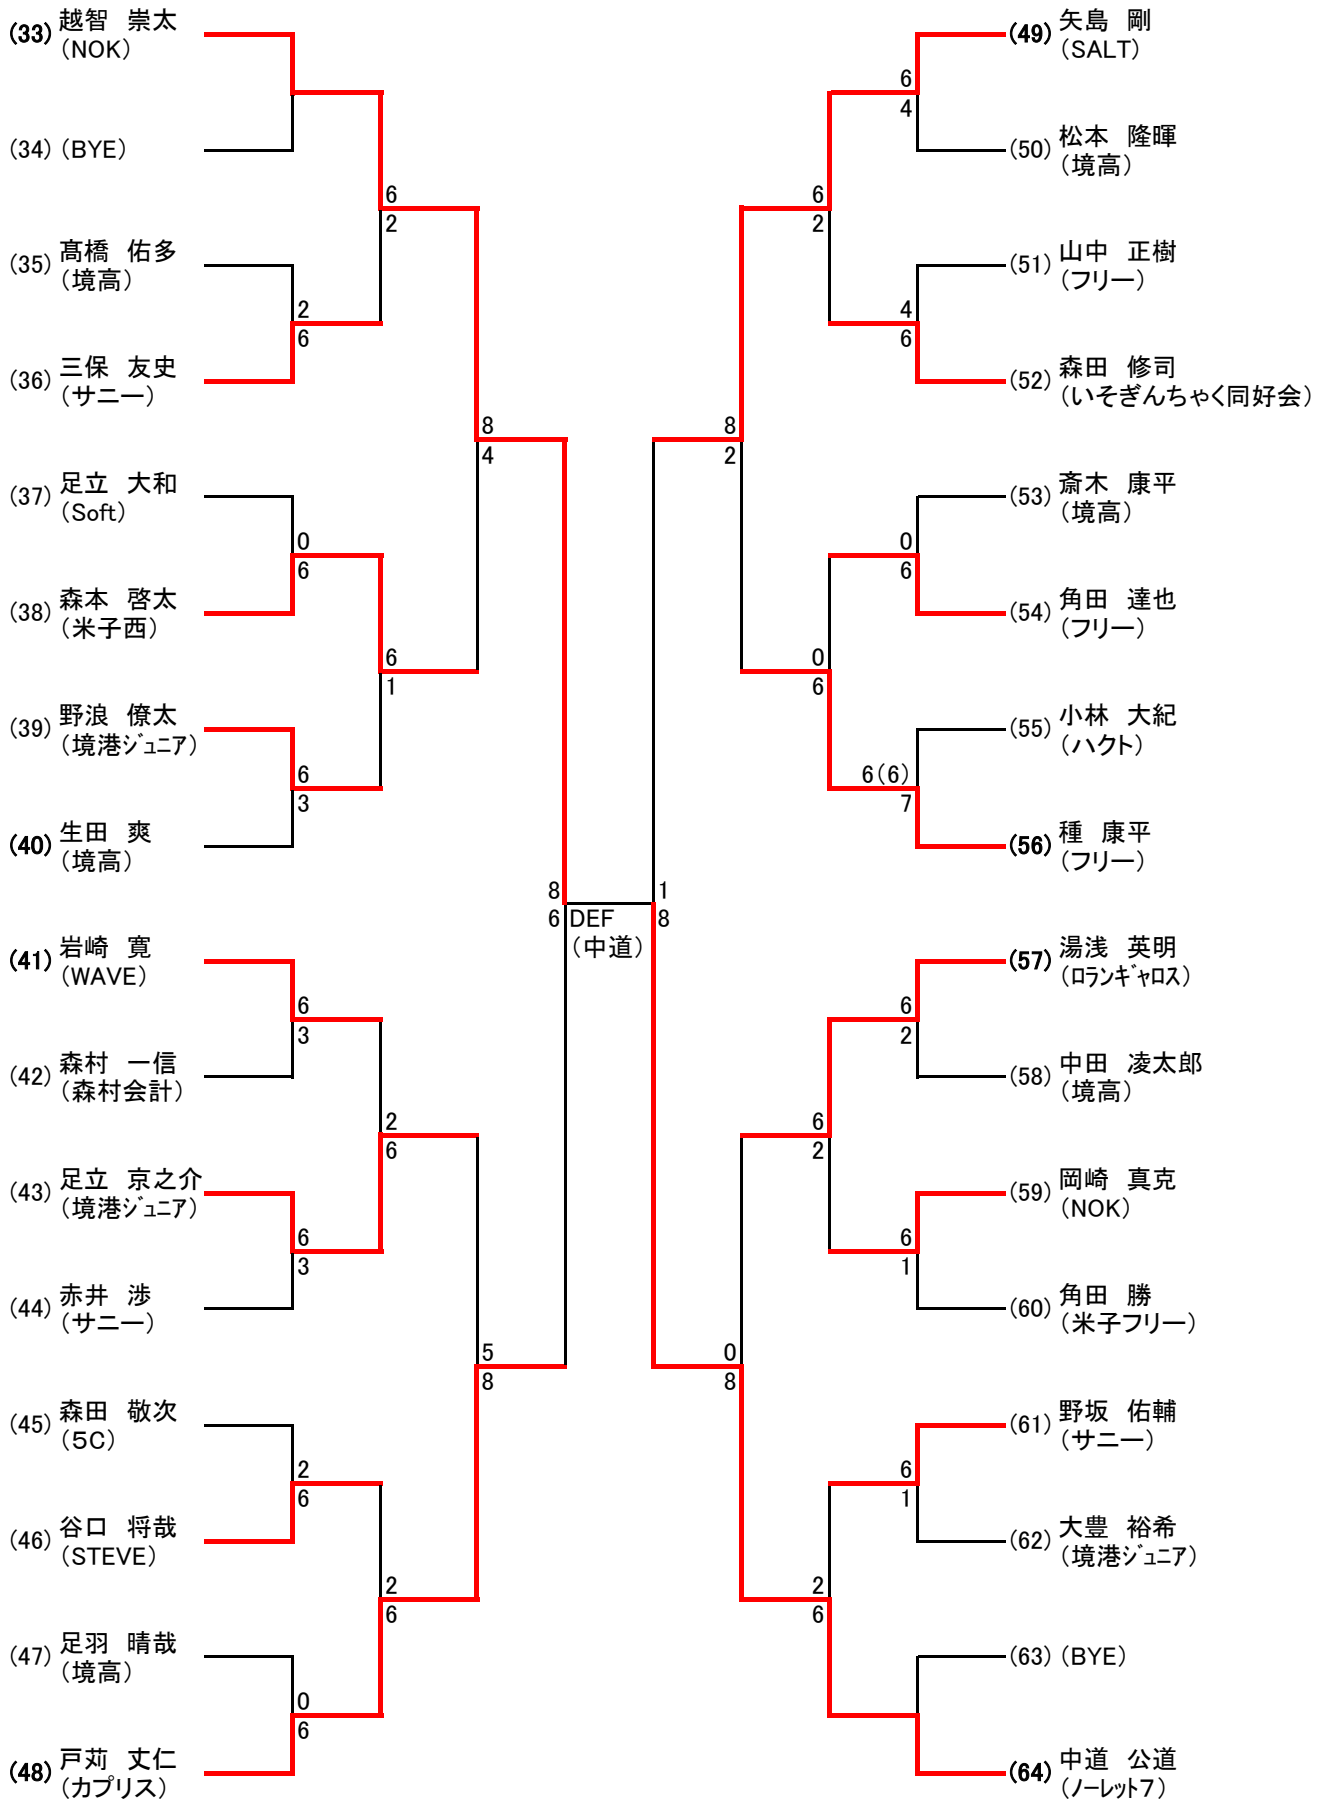 (33) 越智 崇太
(NOK)
(34) (BYE)
6
2
(35) 髙橋 佑多
(境高)
2
6
(36) 三保 友史
(サニー)
8
4
(37) 足立 大和
(Soft)
0
6
(38) 森本 啓太
(米子西)
6
1
(39) 野浪 僚太
(境港ジュニア)
6
3
(40) 生田 爽
(境高)
8
6
DEF
(中道)
(41) 岩崎 寛
(WAVE)
6
3
(42) 森村 一信
(森村会計)
2
6
(43) 足立 京之介
(境港ジュニア)
6
3
(44) 赤井 渉
(サニー)
5
8
(45) 森田 敬次
(5C)
2
6
(46) 谷口 将哉
(STEVE)
2
6
(47) 足羽 晴哉
(境高)
0
6
(48) 戸苅 丈仁
(カプリス)
(49) 矢島 剛
(SALT)
6
4
(50) 松本 隆暉
(境高)
6
2
(51) 山中 正樹
(フリー)
4
6
(52) 森田 修司
(いそぎんちゃく同好会)
8
2
(53) 斎木 康平
(境高)
0
6
(54) 角田 達也
(フリー)
0
6
(55) 小林 大紀
(ハクト)
6(6)
7
(56) 種 康平
(フリー)
1
8
(57) 湯浅 英明
(ロランギャロス)
6
2
(58) 中田 凌太郎
(境高)
6
2
(59) 岡崎 真克
(NOK)
6
1
(60) 角田 勝
(米子フリー)
0
8
(61) 野坂 佑輔
(サニー)
6
1
(62) 大豊 裕希
(境港ジュニア)
2
6
(63) (BYE)
(64) 中道 公道
(ノーレット7)